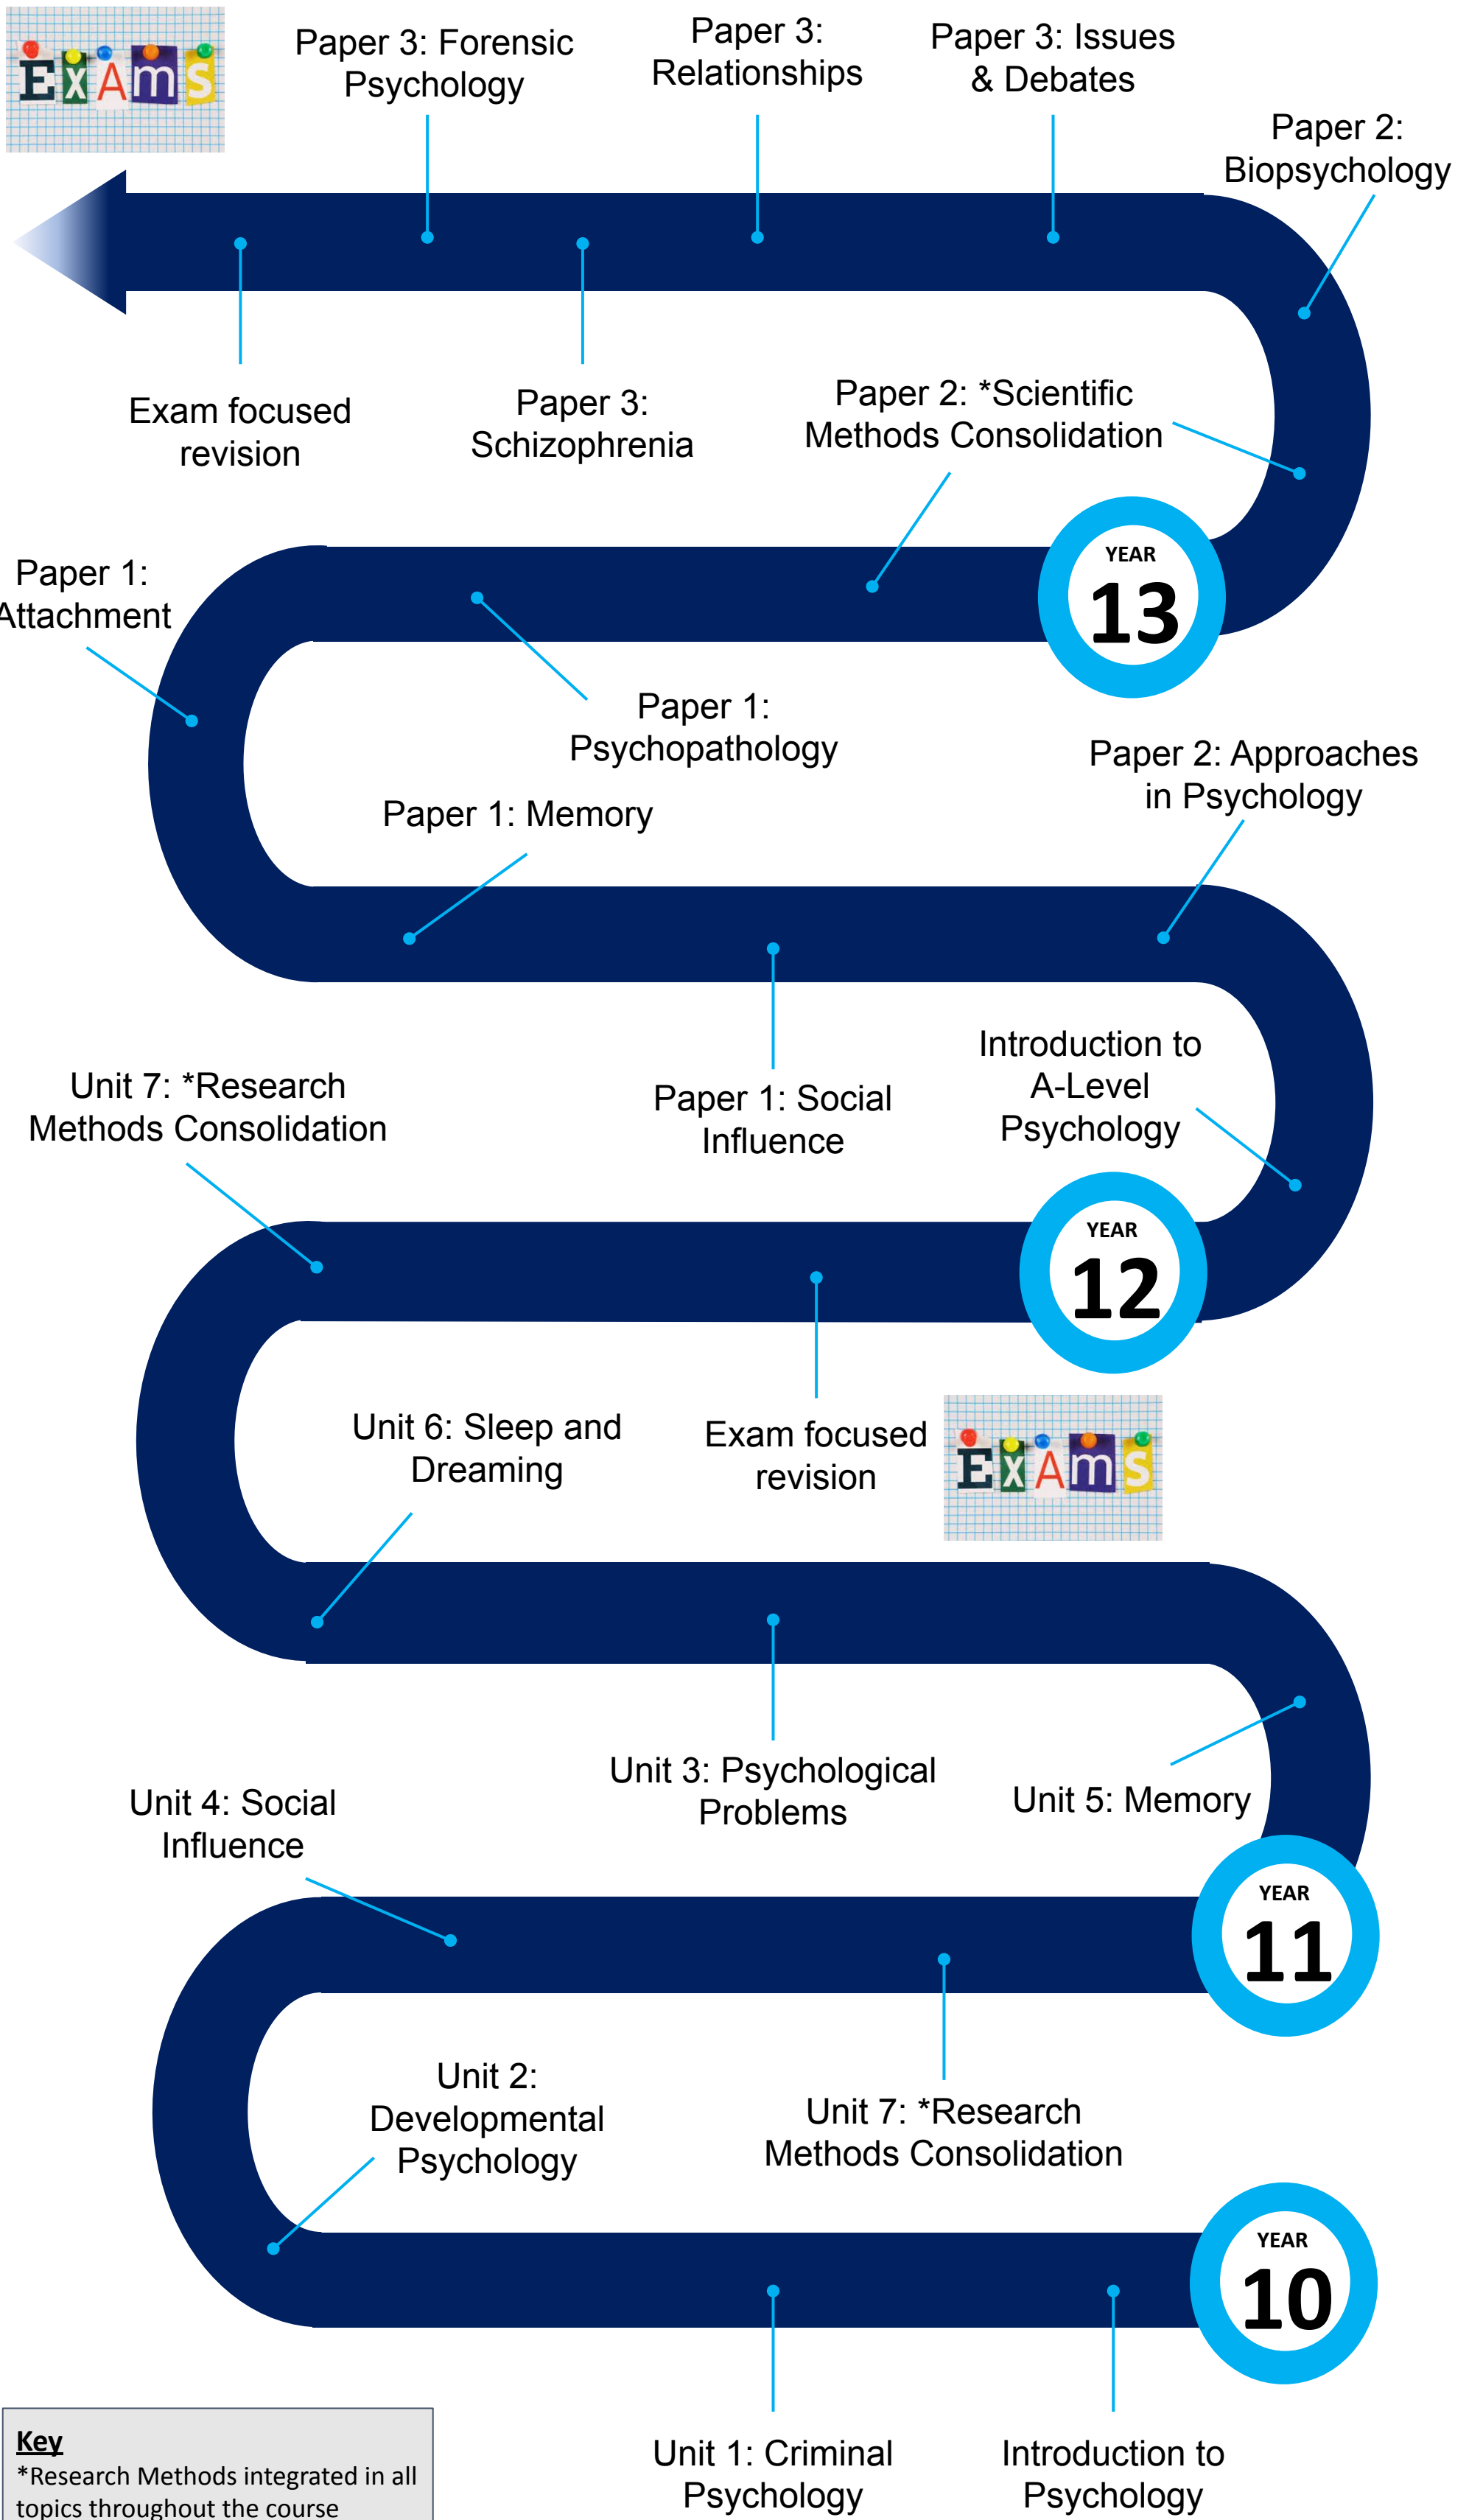 ExAmS
Paper 3: Forensic
Psychology
Paper 3:
Relationships
Paper 3: Issues
& Debates
Paper 2:
Biopsychology
Exam focused
revision
Paper 3:
Schizophrenia
Paper 2: *Scientific
Methods Consolidation
YEAR
13
Paper 1:
Attachment
Paper 1:
Psychopathology
Paper 1: Memory
Paper 2: Approaches
in Psychology
Paper 1: Social
Influence
Introduction to
A-Level
Psychology
Unit 7: *Research
Methods Consolidation
YEAR
12
Unit 6: Sleep and
Dreaming
Exam focused
revision
ExAmS
Unit 3: Psychological
Problems
Unit 5: Memory
Unit 4: Social
Influence
YEAR
11
Unit 2:
Developmental
Psychology
Unit 7: *Research
Methods Consolidation
YEAR
10
Unit 1: Criminal
Psychology
Introduction to
Psychology
Key
*Research Methods integrated in all
topics throughout the course